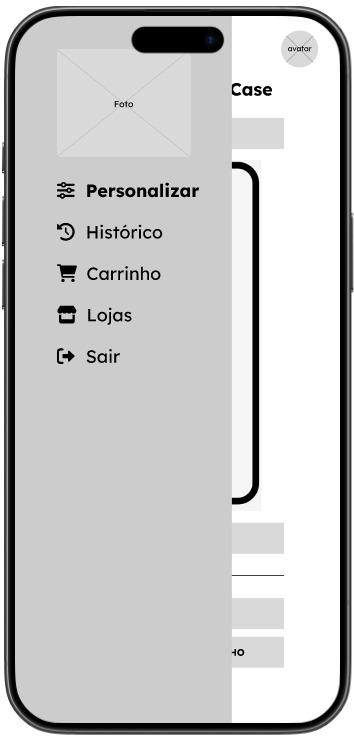 avatar
Case
Foto
Personalizar
Histórico
Carrinho
Lojas
Sair
HO